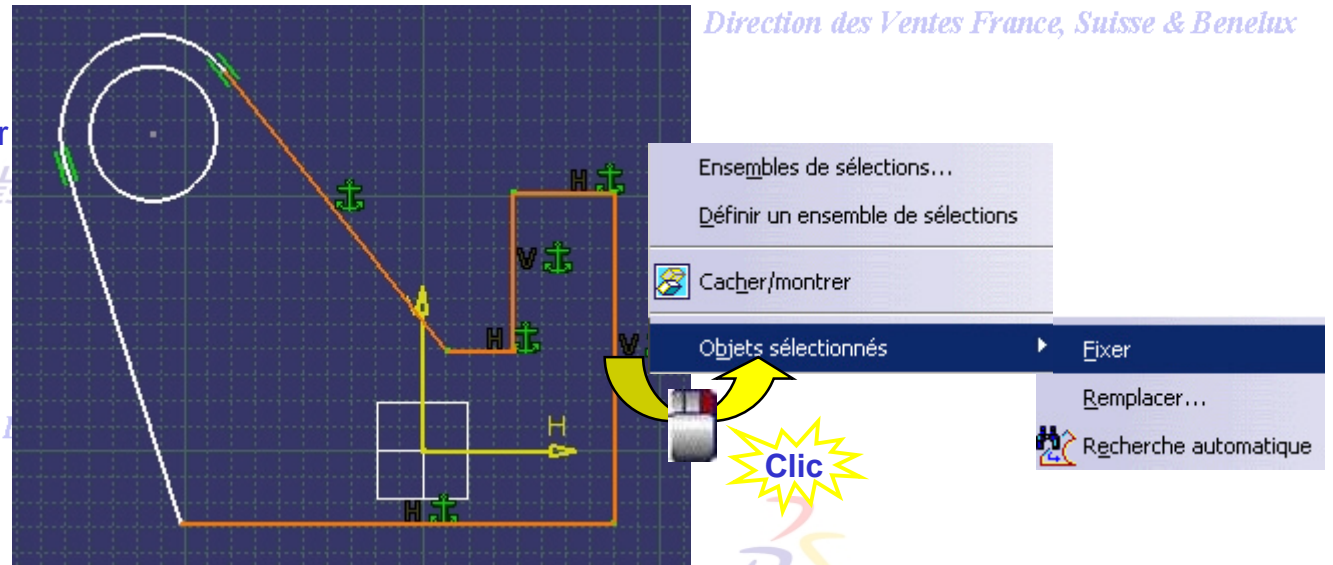 Direction des Ventes France, Suisse & Benelux
r
H
V
H
V
H
H
Ensembles de sélections...
Définir un ensemble de sélections
Cacher/montrer
Objets sélectionnés
Fixer
Remplacer...
Recherche automatique
Clic